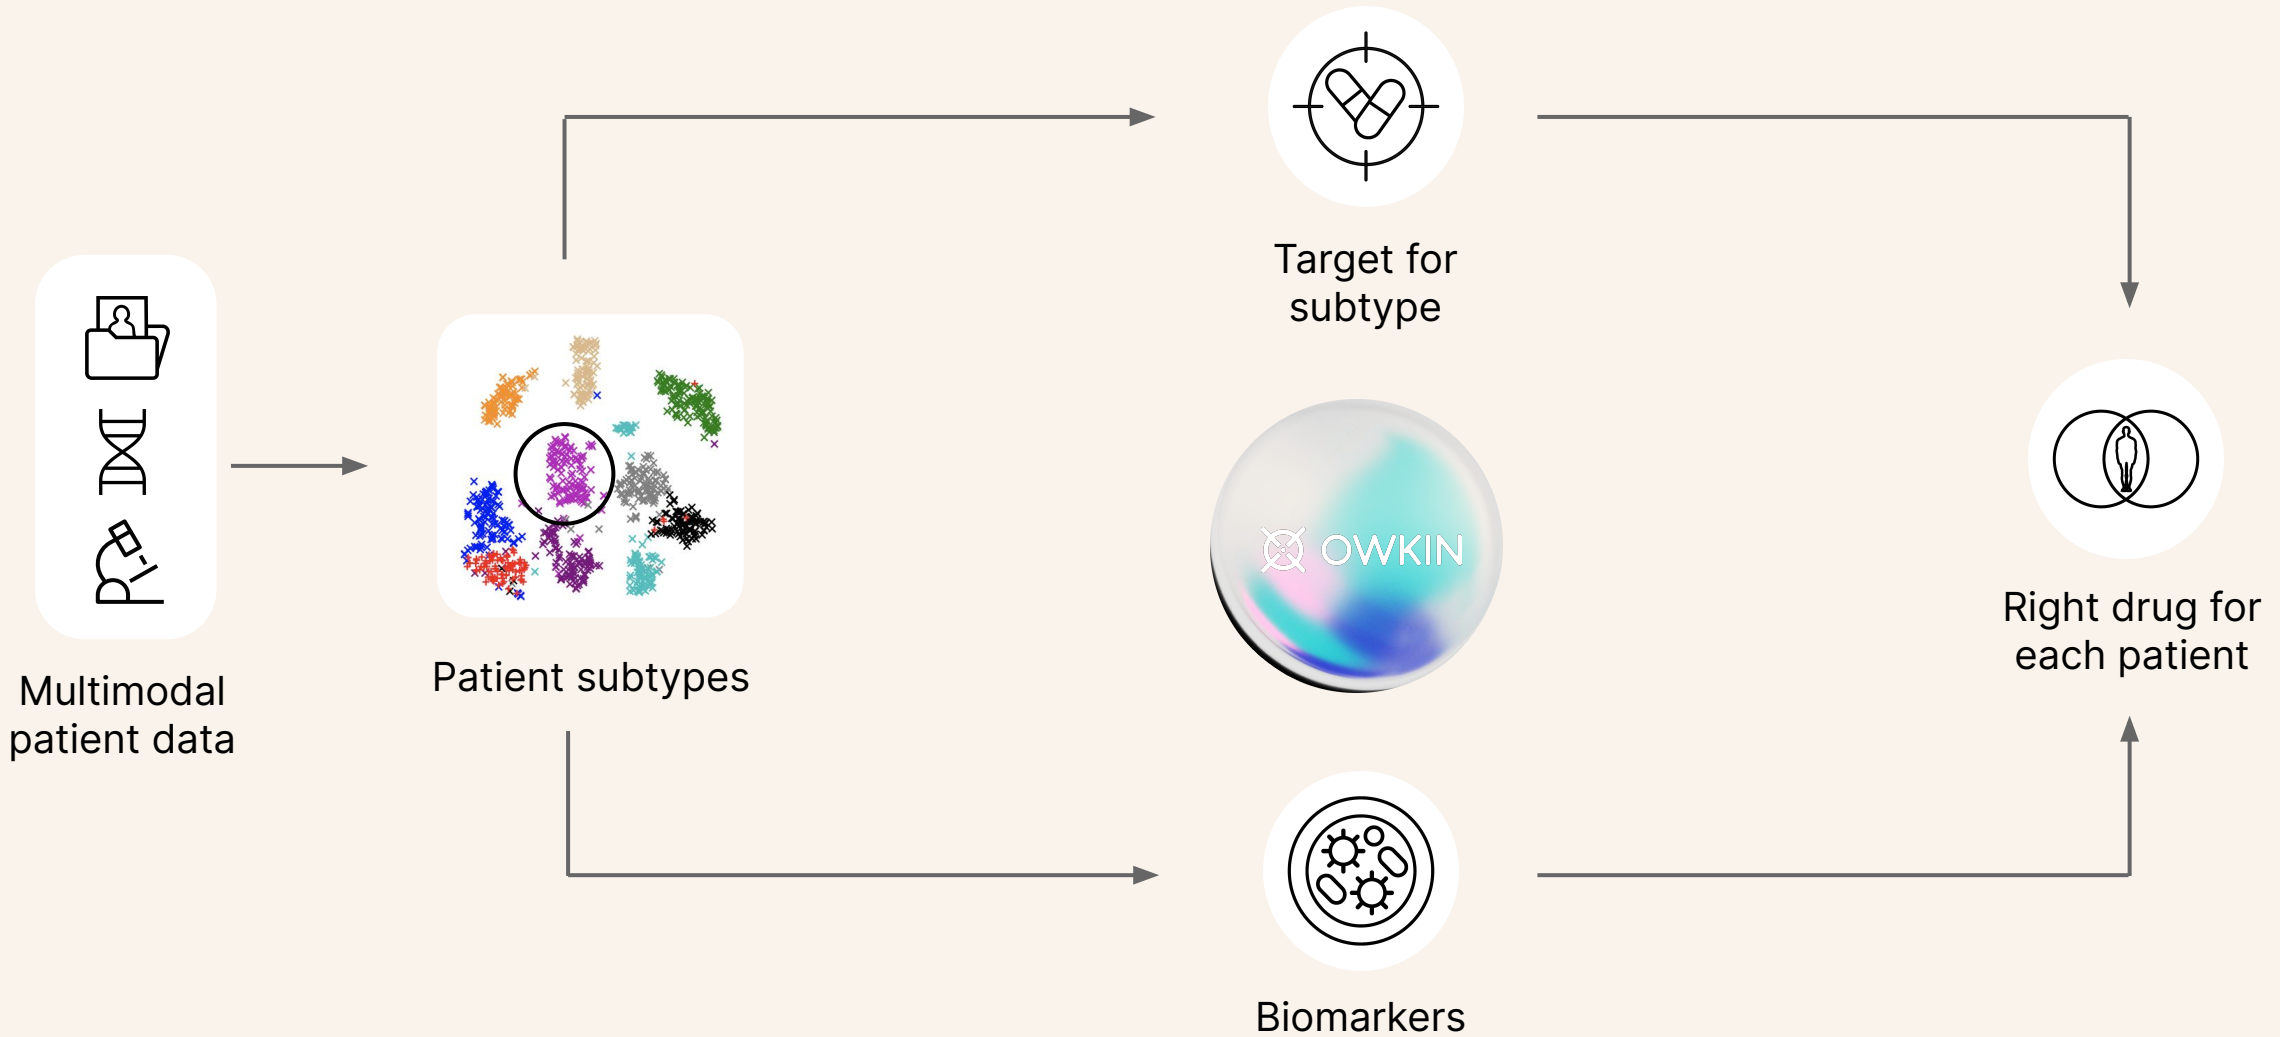 Target for
subtype
OWKIN
Right drug for
each patient
Patient subtypes
Multimodal
patient data
Biomarkers